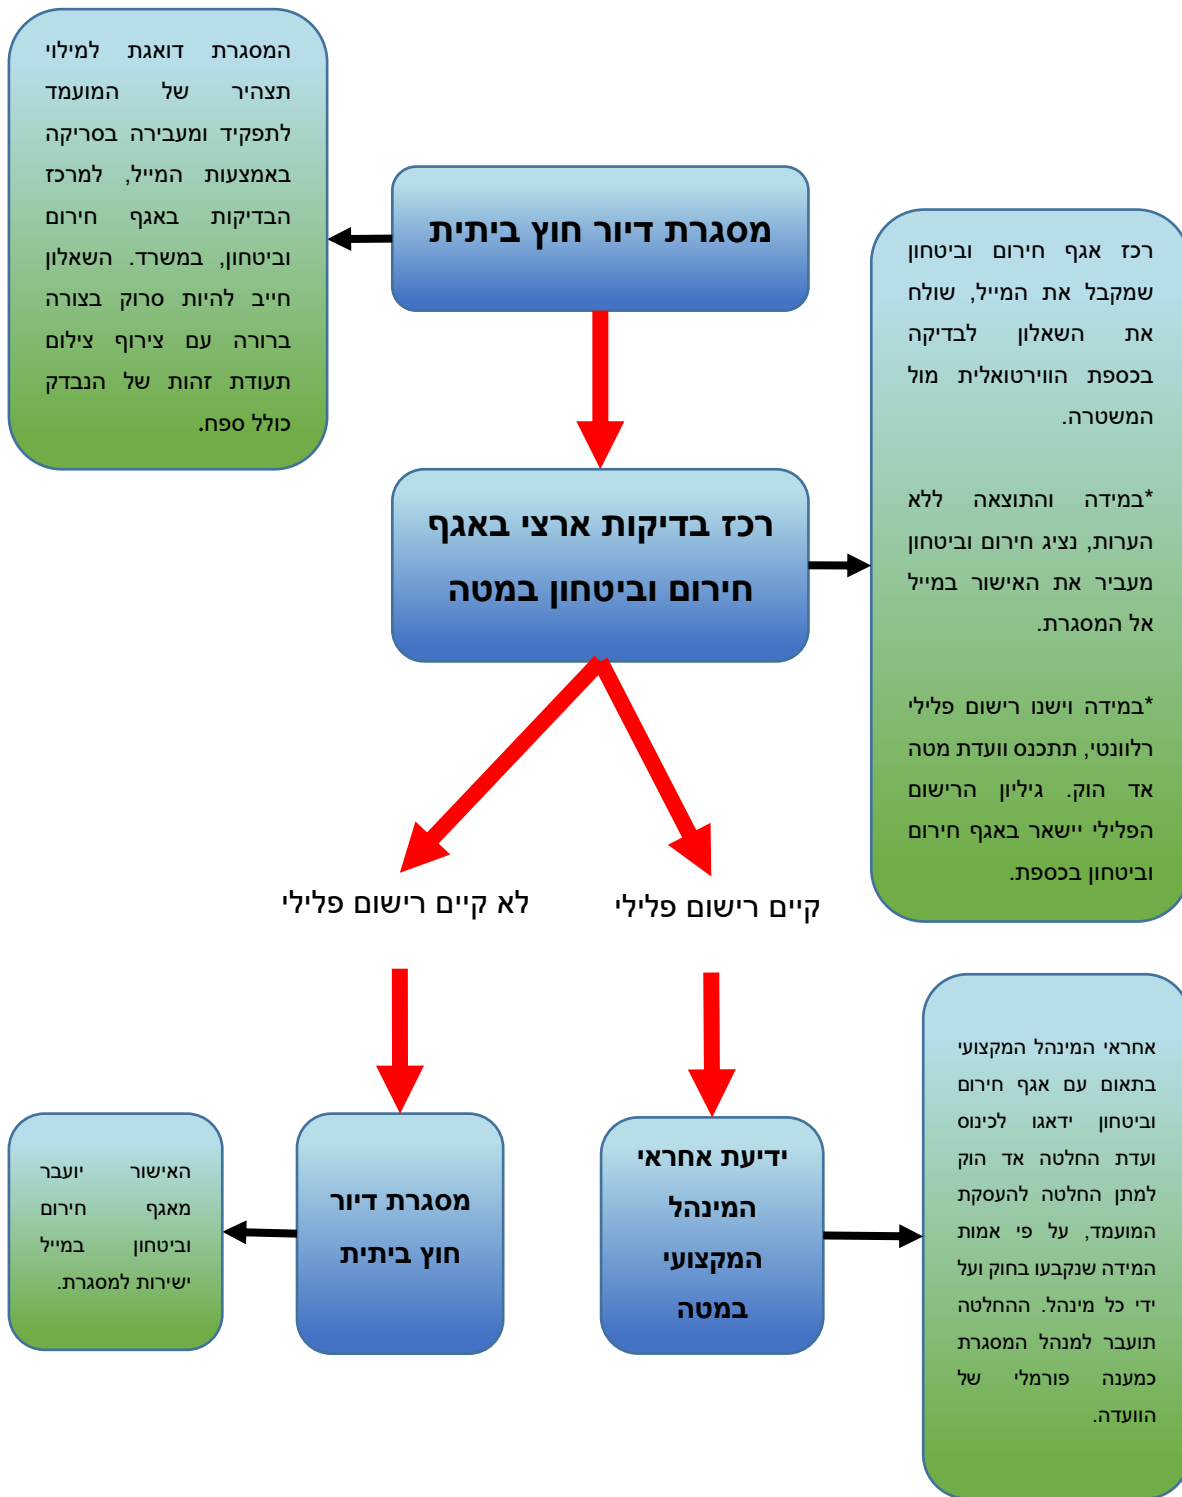 המסגרת דואגת למילוי
תצהיר של המועמד
לתפקיד ומעבירה בסריקה
באמצעות המייל, למרכז
הבדיקות באגף חירום
וביטחון, במשרד. השאלון
חייב להיות סרוק בצורה
ברורה עם צירוף צילום
תעודת זהות של הנבדק
כולל ספח.
מסגרת דיור חוץ ביתית
רכז אגף חירום וביטחון
שמקבל את המייל, שולח
את השאלון לבדיקה
בכספת הווירטואלית מול
המשטרה.
*במידה והתוצאה ללא
הערות, נציג חירום וביטחון
מעביר את האישור במייל
אל המסגרת.
*במידה וישנו רישום פלילי
רלוונטי, תתכנס וועדת מטה
אד הוק. גיליון הרישום
הפלילי יישאר באגף חירום
וביטחון בכספת.
רכז בדיקות ארצי באגף
חירום וביטחון במטה
קיים רישום פלילי
לא קיים רישום פלילי
אחראי המינהל המקצועי
בתאום עם אגף חירום
וביטחון ידאגו לכינוס
ועדת החלטה אד הוק
למתן החלטה להעסקת
המועמד, על פי אמות
המידה שנקבעו בחוק ועל
ידי כל מינהל. ההחלטה
תועבר למנהל המסגרת
כמענה פורמלי של
הוועדה.
ידיעת אחראי
המינהל
המקצועי
במטה
מסגרת דיור
חוץ ביתית
האישור יועבר
מאגף חירום
וביטחון במייל
ישירות למסגרת.